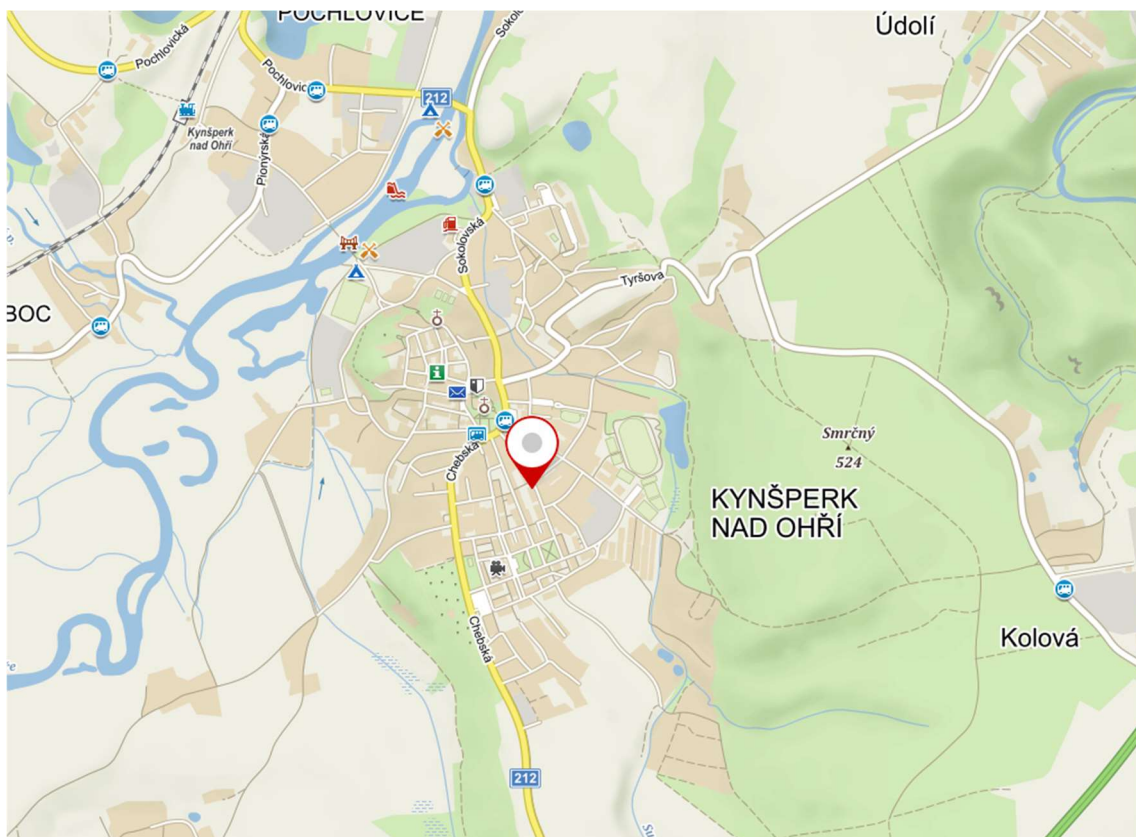 POCHLOVICE
Údolí
Pochlovická
Sokolov
Pochlovic
212
Kynšperk
nad Ohří
Pionýrská
Sokolovská
Tyršova
BOC
Smrčný
524
Chebská
KYNŠPERK
NAD OHŘÍ
Kolová
Chebská
212